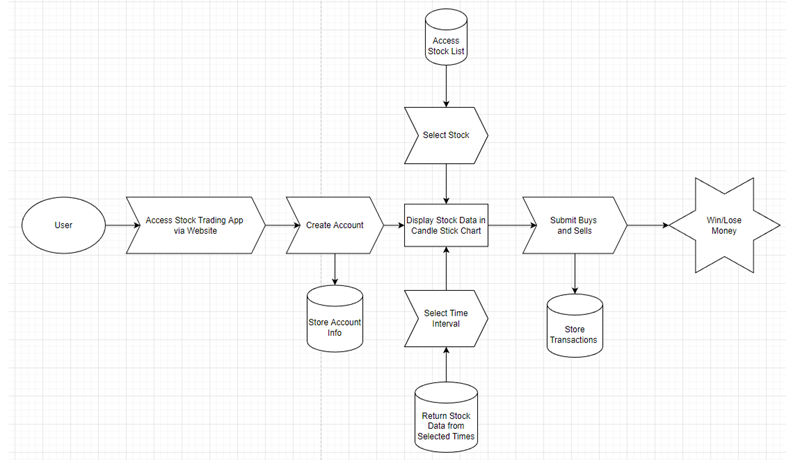 Access
Stock List
Select Stock
User
Access Stock Trading App
via Website
Create Account
Display Stock Data in
Candle Stick Chart
Submit Buys
and Sells
Win/Lose
Money
Store Account
Info
Select Time
Interval
Store
Transactions
Return Stock
Data from
Selected Times